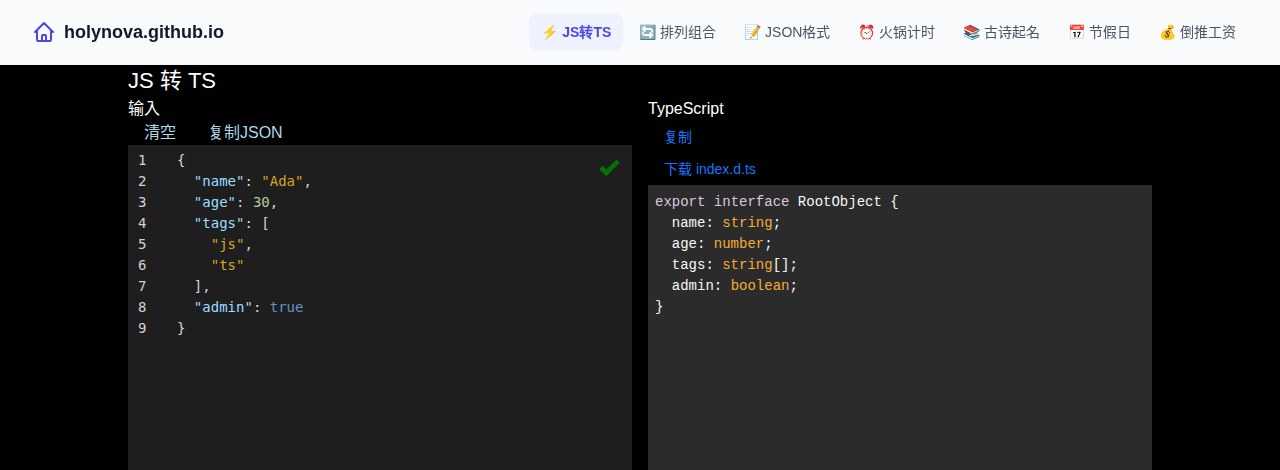 holynova.github.io
⚡ JS转TS
🔄 排列组合
📝 JSON格式
⏰ 火锅计时
📚 古诗起名
📅 节假日
💰 倒推工资
JS 转 TS
输入
清空 复制JSON
1 {
2 "name": "Ada",
3 "age": 30,
4 "tags": [
5 "js",
6 "ts"
7 ],
8 "admin": true
9 }
TypeScript
复制
下载 index.d.ts
export interface RootObject {
name: string;
age: number;
tags: string[];
admin: boolean;
}